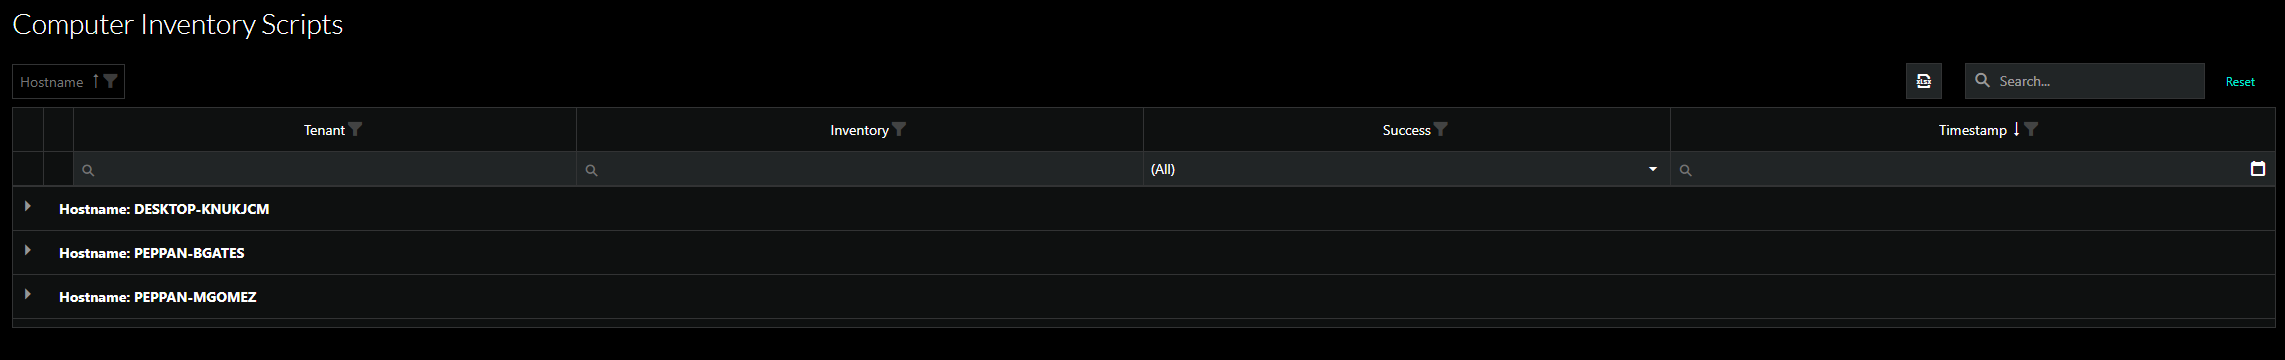 Computer Inventory Scripts
Hostname ↑
xlsx
Search...
Reset
Tenant Inventory Success Timestamp ↓
(All)
Hostname: DESKTOP-KNUKJCM
Hostname: PEPPAN-BGATES
Hostname: PEPPAN-MGOMEZ